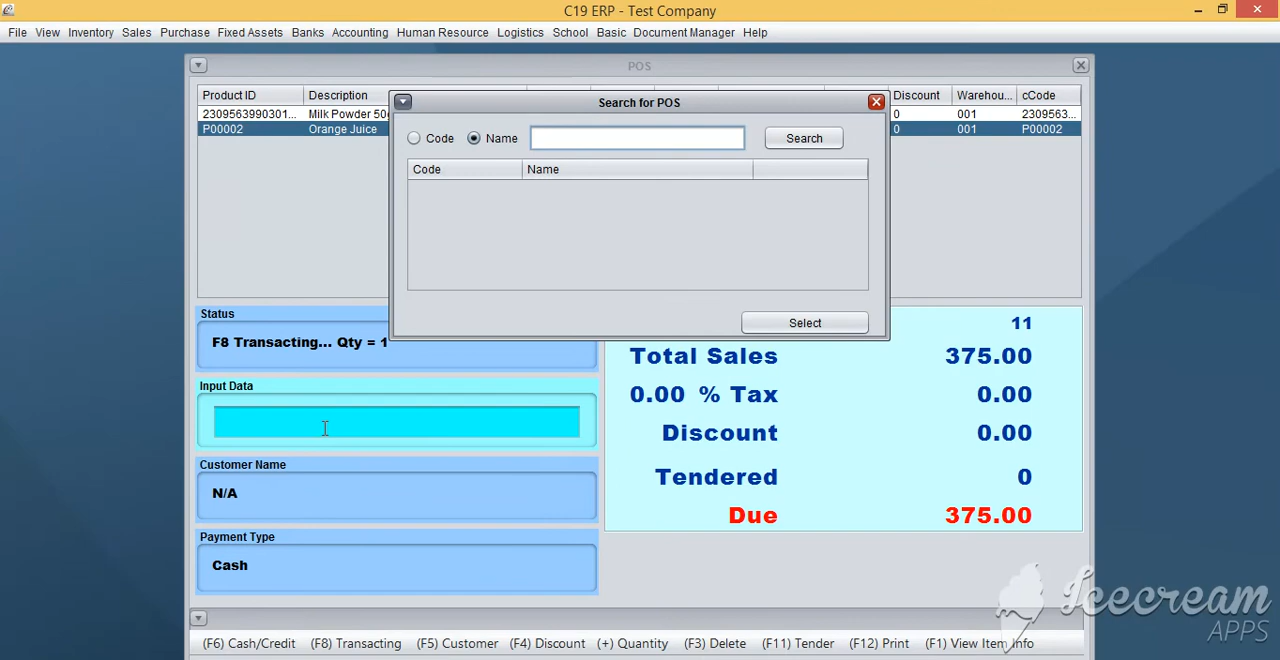 C19 ERP - Test Company
File View Inventory Sales Purchase Fixed Assets Banks Accounting Human Resource Logistics School Basic Document Manager Help
POS
Product ID Description Discount Warehou... cCode
2309563990301... Milk Powder 50g 0 001 2309563...
P00002 Orange Juice 0 001 P00002
Search for POS
Code Name Search
Code Name
Select
Status
F8 Transacting... Qty = 1
Input Data
Customer Name
N/A
Payment Type
Cash
11
Total Sales 375.00
0.00 % Tax 0.00
Discount 0.00
Tendered 0
Due 375.00
(F6) Cash/Credit (F8) Transacting (F5) Customer (F4) Discount (+) Quantity (F3) Delete (F11) Tender (F12) Print (F1) View Item Info
Icecream
APPS